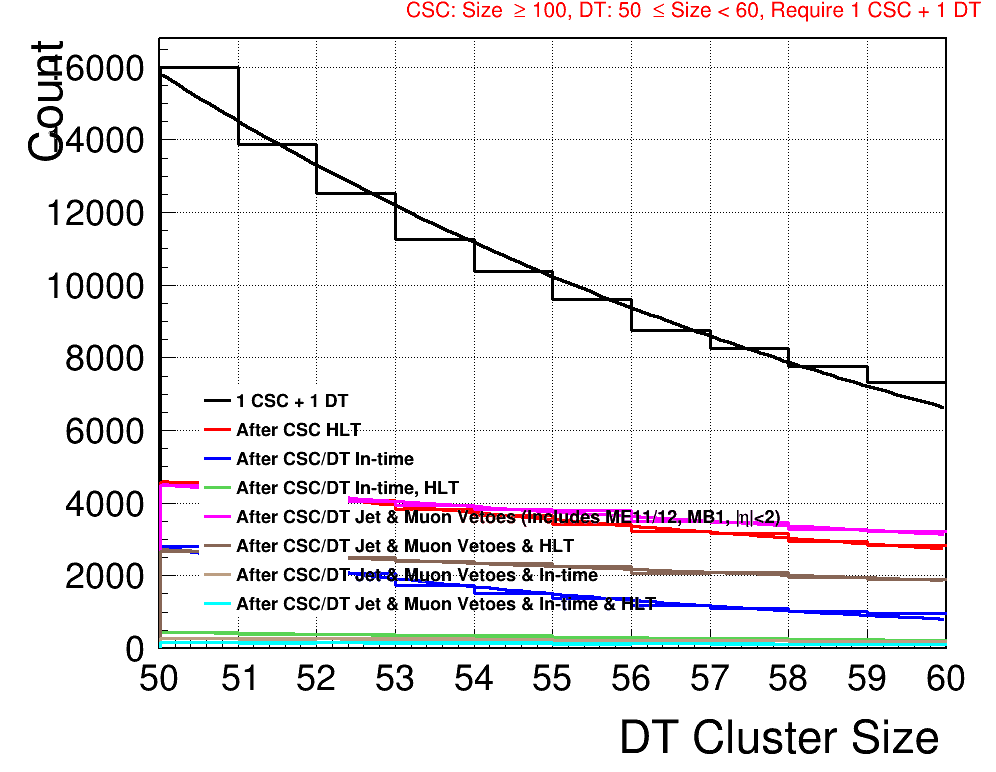 CSC: Size ≥ 100, DT: 50 ≤ Size < 60, Require 1 CSC + 1 DT
Count
16000
14000
12000
10000
8000
6000
4000
2000
0
1 CSC + 1 DT
After CSC HLT
After CSC/DT In-time
After CSC/DT In-time, HLT
After CSC/DT Jet & Muon Vetoes (Includes ME11/12, MB1, |η|<2)
After CSC/DT Jet & Muon Vetoes & HLT
After CSC/DT Jet & Muon Vetoes & In-time
After CSC/DT Jet & Muon Vetoes & In-time & HLT
50 51 52 53 54 55 56 57 58 59 60
DT Cluster Size